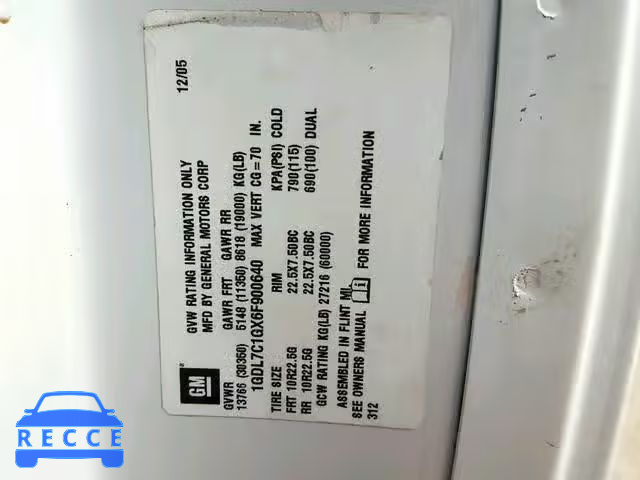 12/05
GVW RATING INFORMATION ONLY
MFD BY GENERAL MOTORS CORP
GM
GVWR GAWR FRT GAWR RR
13766 (30350) 5148 (11350) 8618 (19000) KG(LB)
1GDL7C1GX6F900640 MAX VERT CG=70 IN.
TIRE SIZE RIM KPA(PSI) COLD
FRT 10R22.5G 22.5X7.50BC 790(115)
RR 10R22.5G 22.5X7.50BC 690(100) DUAL
GCW RATING KG(LB) 27216 (60000)
ASSEMBLED IN FLINT MI.
SEE OWNERS MANUAL FOR MORE INFORMATION
312
RECCE